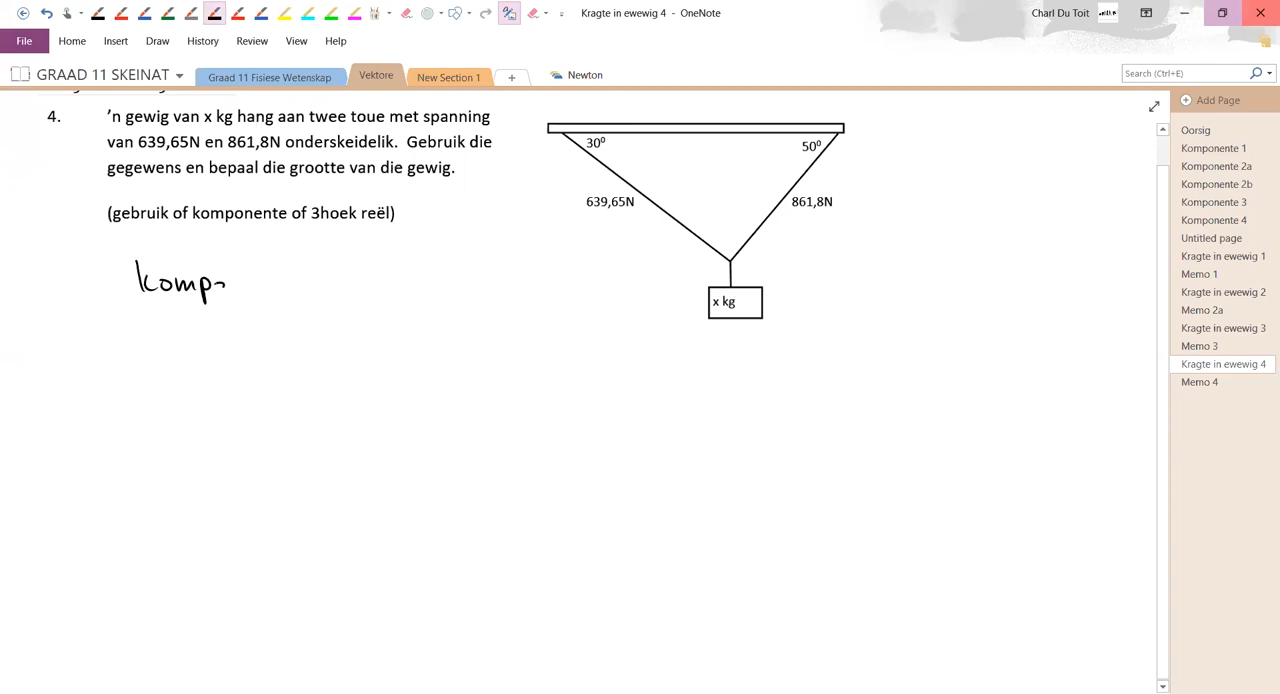 Kragte in ewewig 4 - OneNote
Charl Du Toit
File Home Insert Draw History Review View Help
GRAAD 11 SKEINAT
Graad 11 Fisiese Wetenskap
Vektore
New Section 1
+
Newton
Search (Ctrl+E)
Add Page
4. ’n gewig van x kg hang aan twee toue met spanning
van 639,65N en 861,8N onderskeidelik. Gebruik die
gegewens en bepaal die grootte van die gewig.
(gebruik of komponente of 3hoek reël)
komp-
30⁰
50⁰
639,65N
861,8N
x kg
Oorsig
Komponente 1
Komponente 2a
Komponente 2b
Komponente 3
Komponente 4
Untitled page
Kragte in ewewig 1
Memo 1
Kragte in ewewig 2
Memo 2a
Kragte in ewewig 3
Memo 3
Kragte in ewewig 4
Memo 4